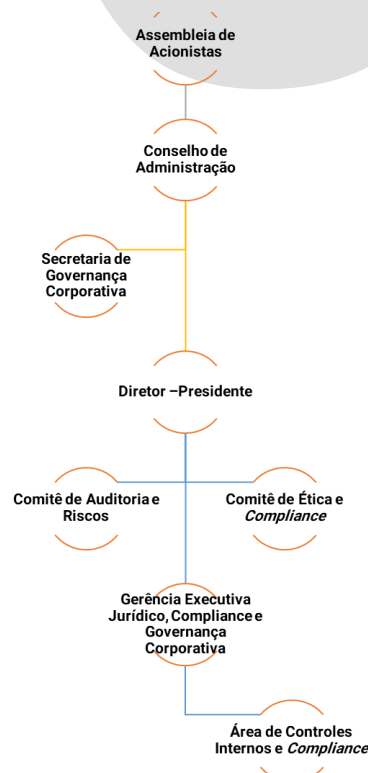 Assembleia de
Acionistas
Conselho de
Administração
Secretaria de
Governança
Corporativa
Diretor –Presidente
Comitê de Auditoria e
Riscos
Comitê de Ética e
Compliance
Gerência Executiva
Jurídico, Compliance e
Governança
Corporativa
Área de Controles
Internos e Compliance